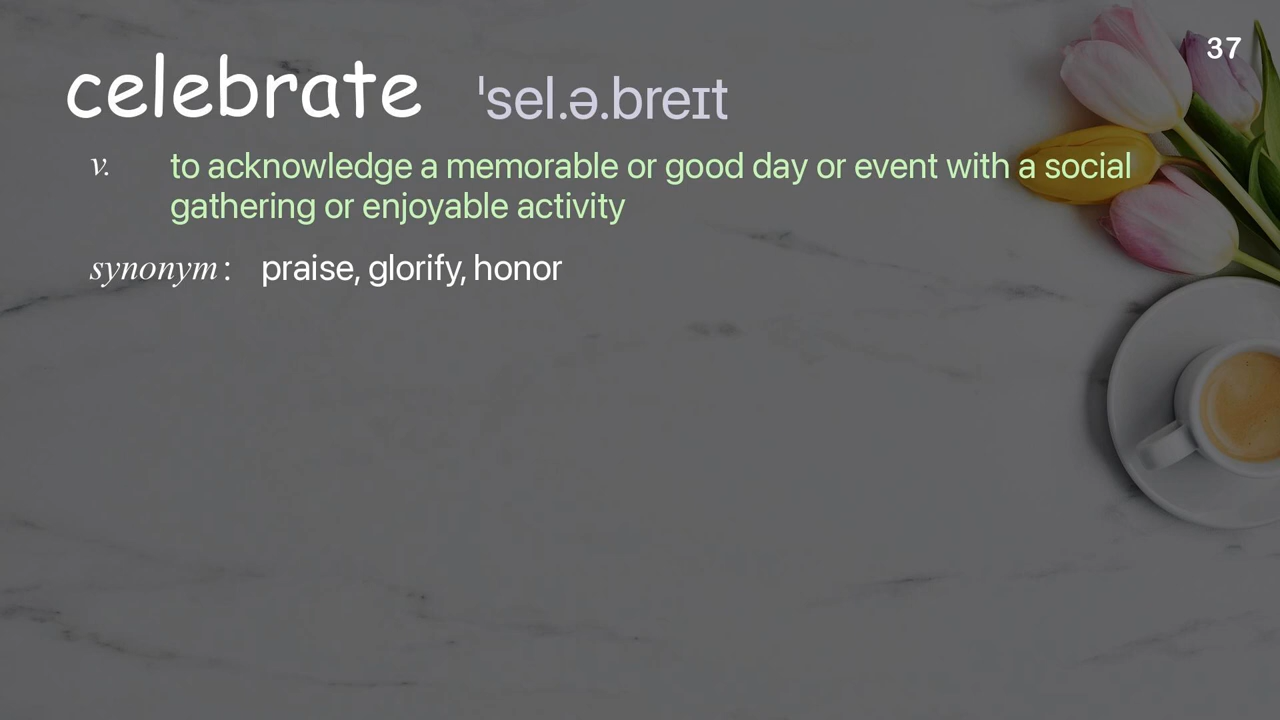 37
celebrate ˈsel.ə.breɪt
v. to acknowledge a memorable or good day or event with a social
gathering or enjoyable activity
synonym : praise, glorify, honor